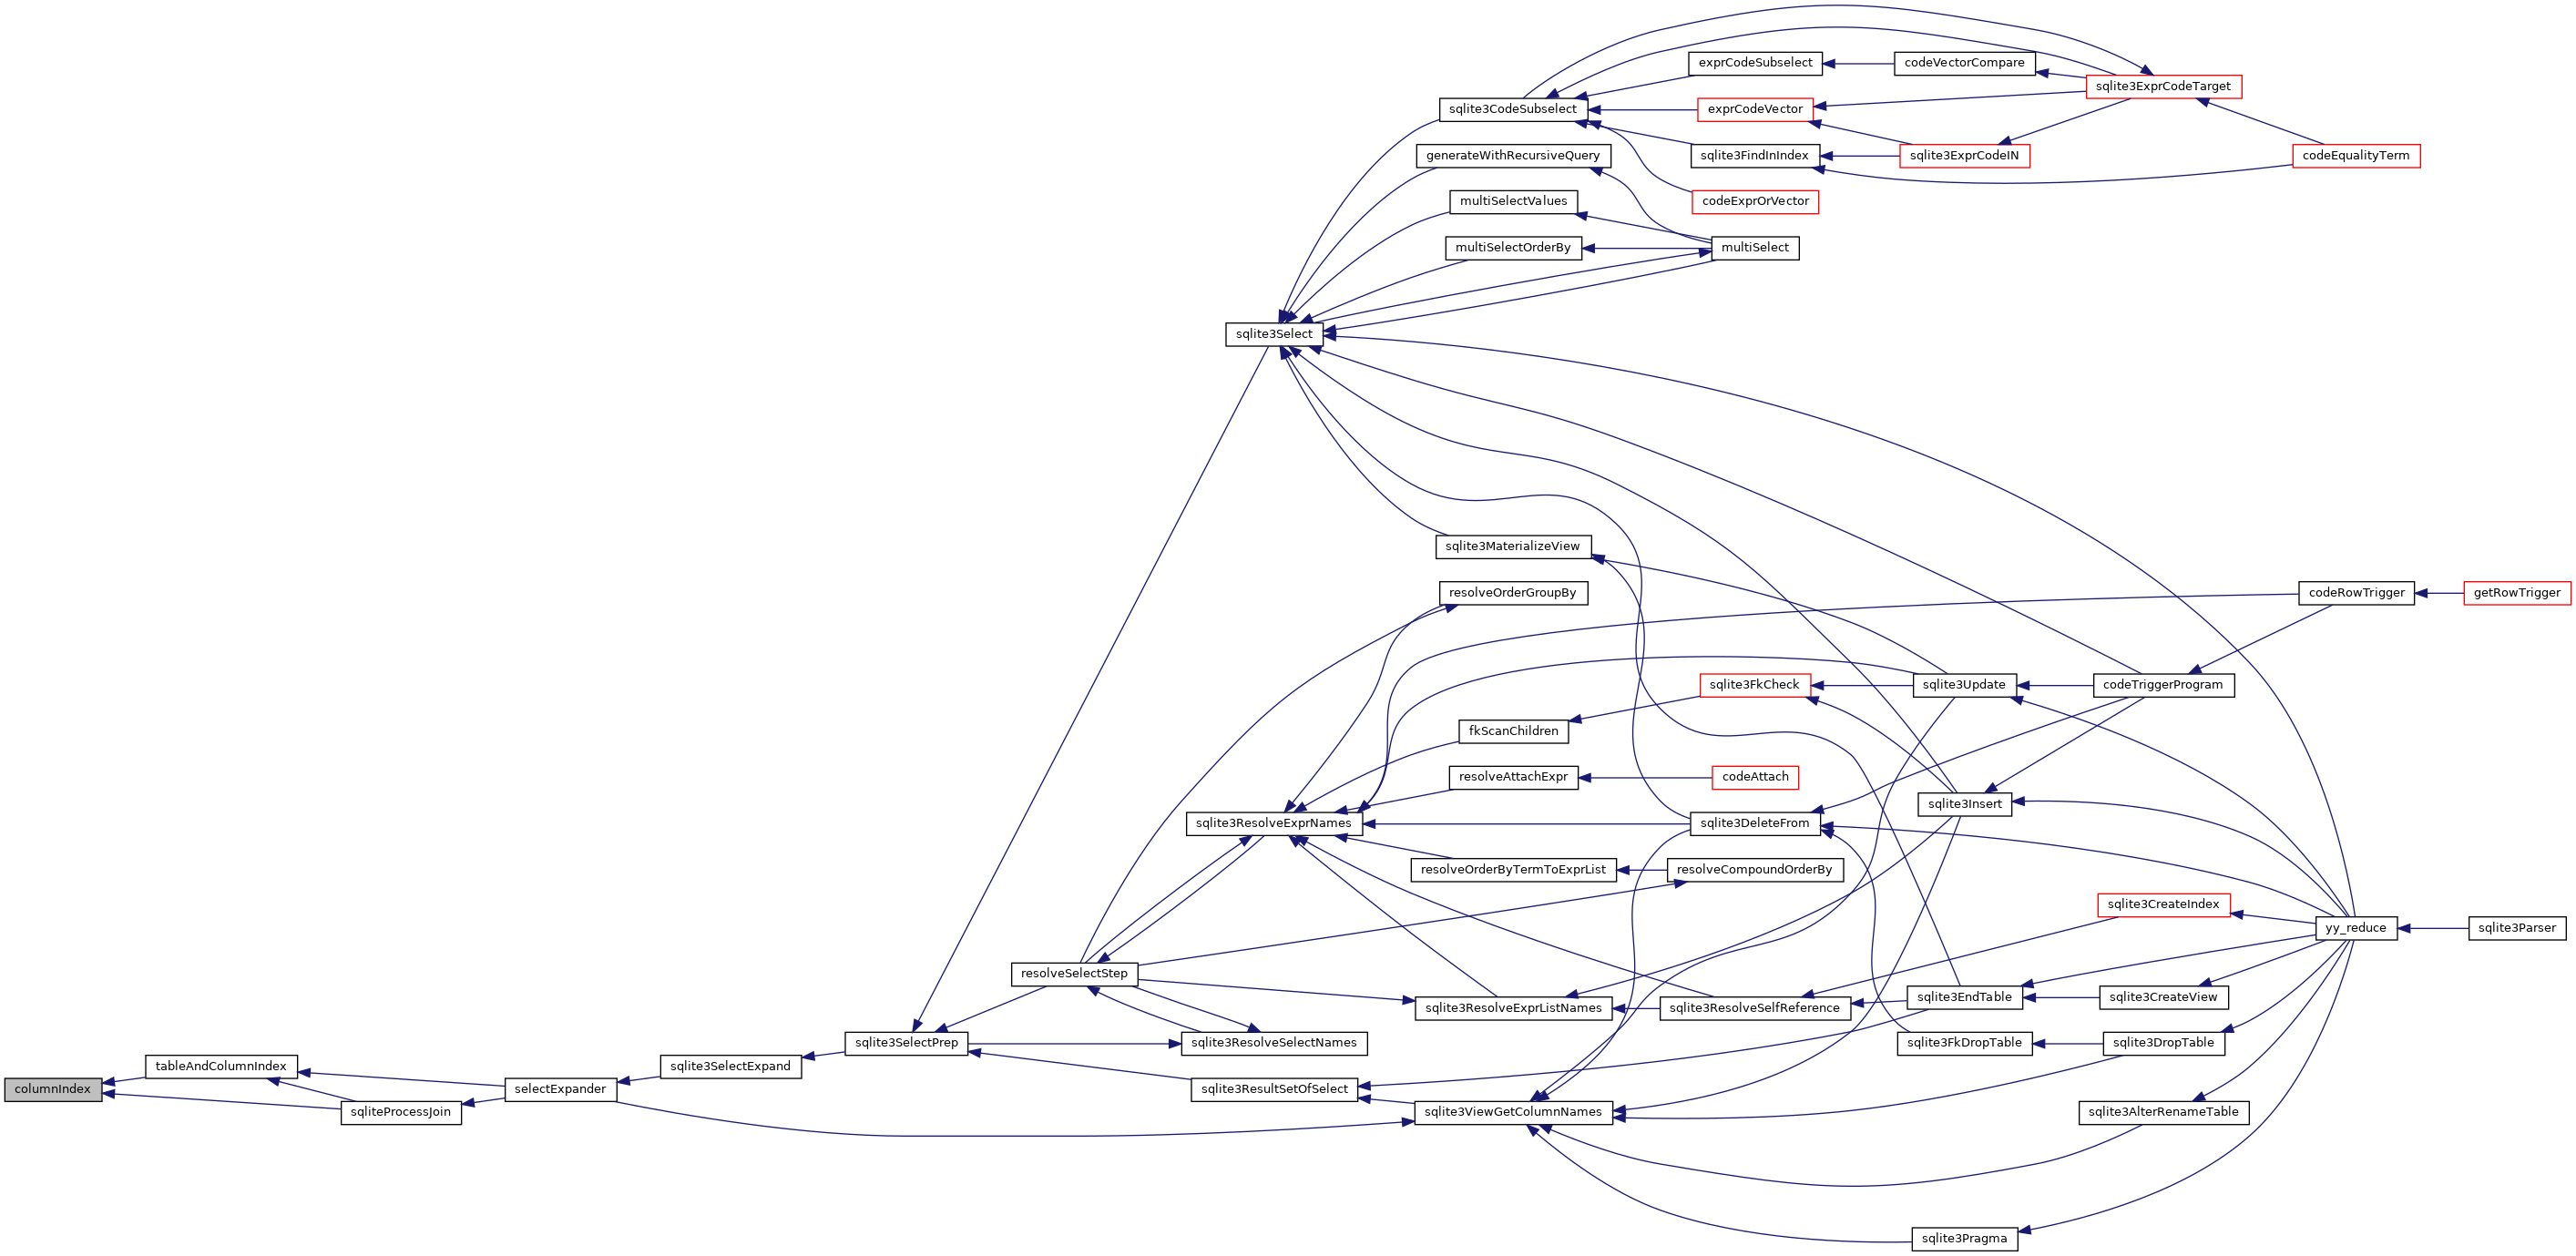 exprCodeSubselect
codeVectorCompare
sqlite3ExprCodeTarget
sqlite3CodeSubselect
exprCodeVector
generateWithRecursiveQuery
sqlite3FindInIndex
sqlite3ExprCodeIN
codeEqualityTerm
multiSelectValues
codeExprOrVector
multiSelectOrderBy
multiSelect
sqlite3Select
sqlite3MaterializeView
resolveOrderGroupBy
codeRowTrigger
getRowTrigger
sqlite3FkCheck
sqlite3Update
codeTriggerProgram
fkScanChildren
resolveAttachExpr
codeAttach
sqlite3Insert
sqlite3ResolveExprNames
sqlite3DeleteFrom
resolveOrderByTermToExprList
resolveCompoundOrderBy
sqlite3CreateIndex
yy_reduce
sqlite3Parser
resolveSelectStep
sqlite3EndTable
sqlite3CreateView
sqlite3ResolveExprListNames
sqlite3ResolveSelfReference
sqlite3SelectPrep
sqlite3ResolveSelectNames
sqlite3FkDropTable
sqlite3DropTable
tableAndColumnIndex
sqlite3SelectExpand
columnIndex
selectExpander
sqlite3ResultSetOfSelect
sqliteProcessJoin
sqlite3ViewGetColumnNames
sqlite3AlterRenameTable
sqlite3Pragma